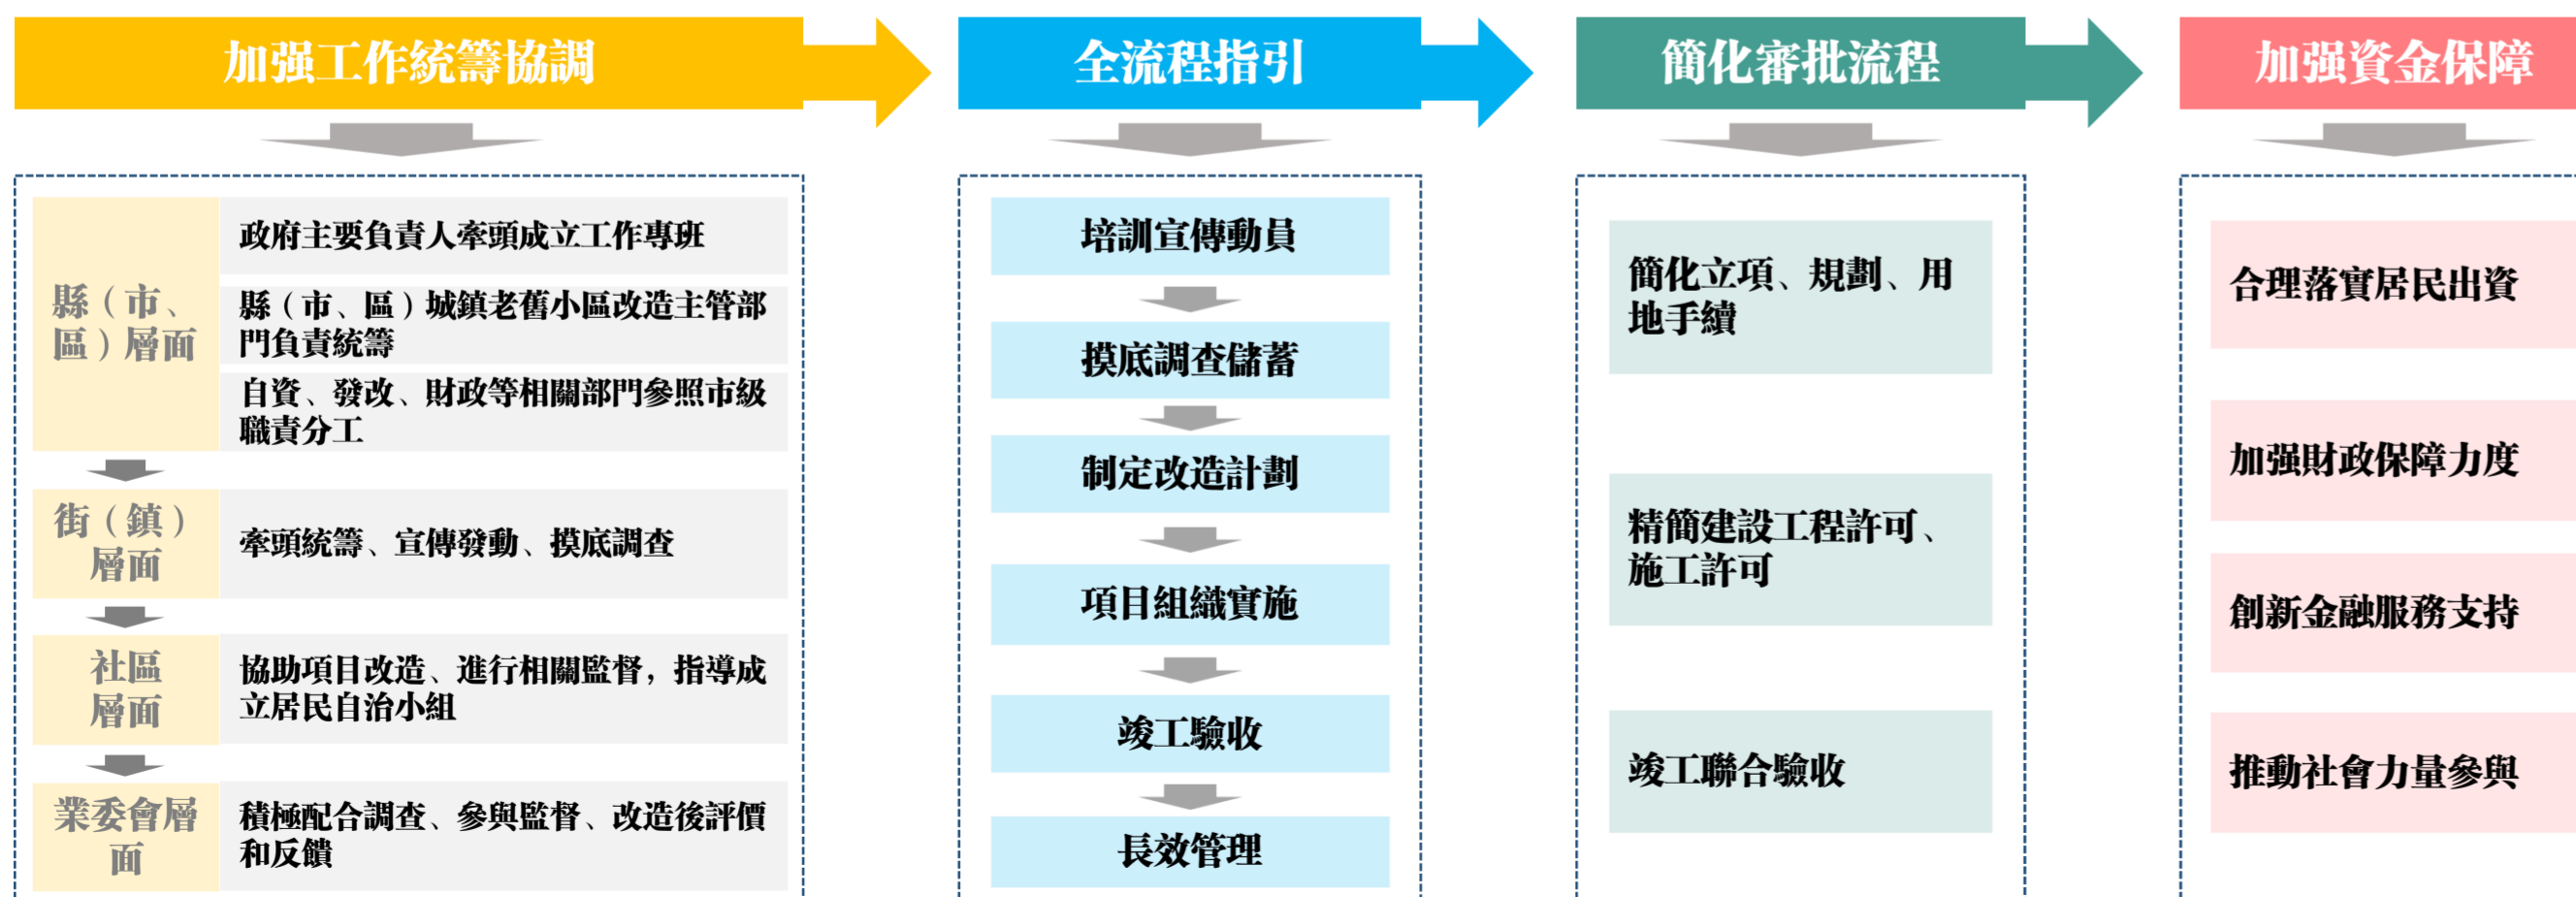 加强工作統籌協調
縣（市、
區）層面
政府主要負責人牽頭成立工作專班
縣（市、區）城鎮老舊小區改造主管部
門負責統籌
自資、發改、財政等相關部門參照市級
職責分工
街（鎮）
層面
牽頭統籌、宣傳發動、摸底調查
社區
層面
協助項目改造、進行相關監督，指導成
立居民自治小組
業委會層
面
積極配合調查、參與監督、改造後評價
和反饋
全流程指引
培訓宣傳動員
摸底調查儲蓄
制定改造計劃
項目組織實施
竣工驗收
長效管理
簡化審批流程
簡化立項、規劃、用
地手續
精簡建設工程許可、
施工許可
竣工聯合驗收
加强資金保障
合理落實居民出資
加强財政保障力度
創新金融服務支持
推動社會力量參與